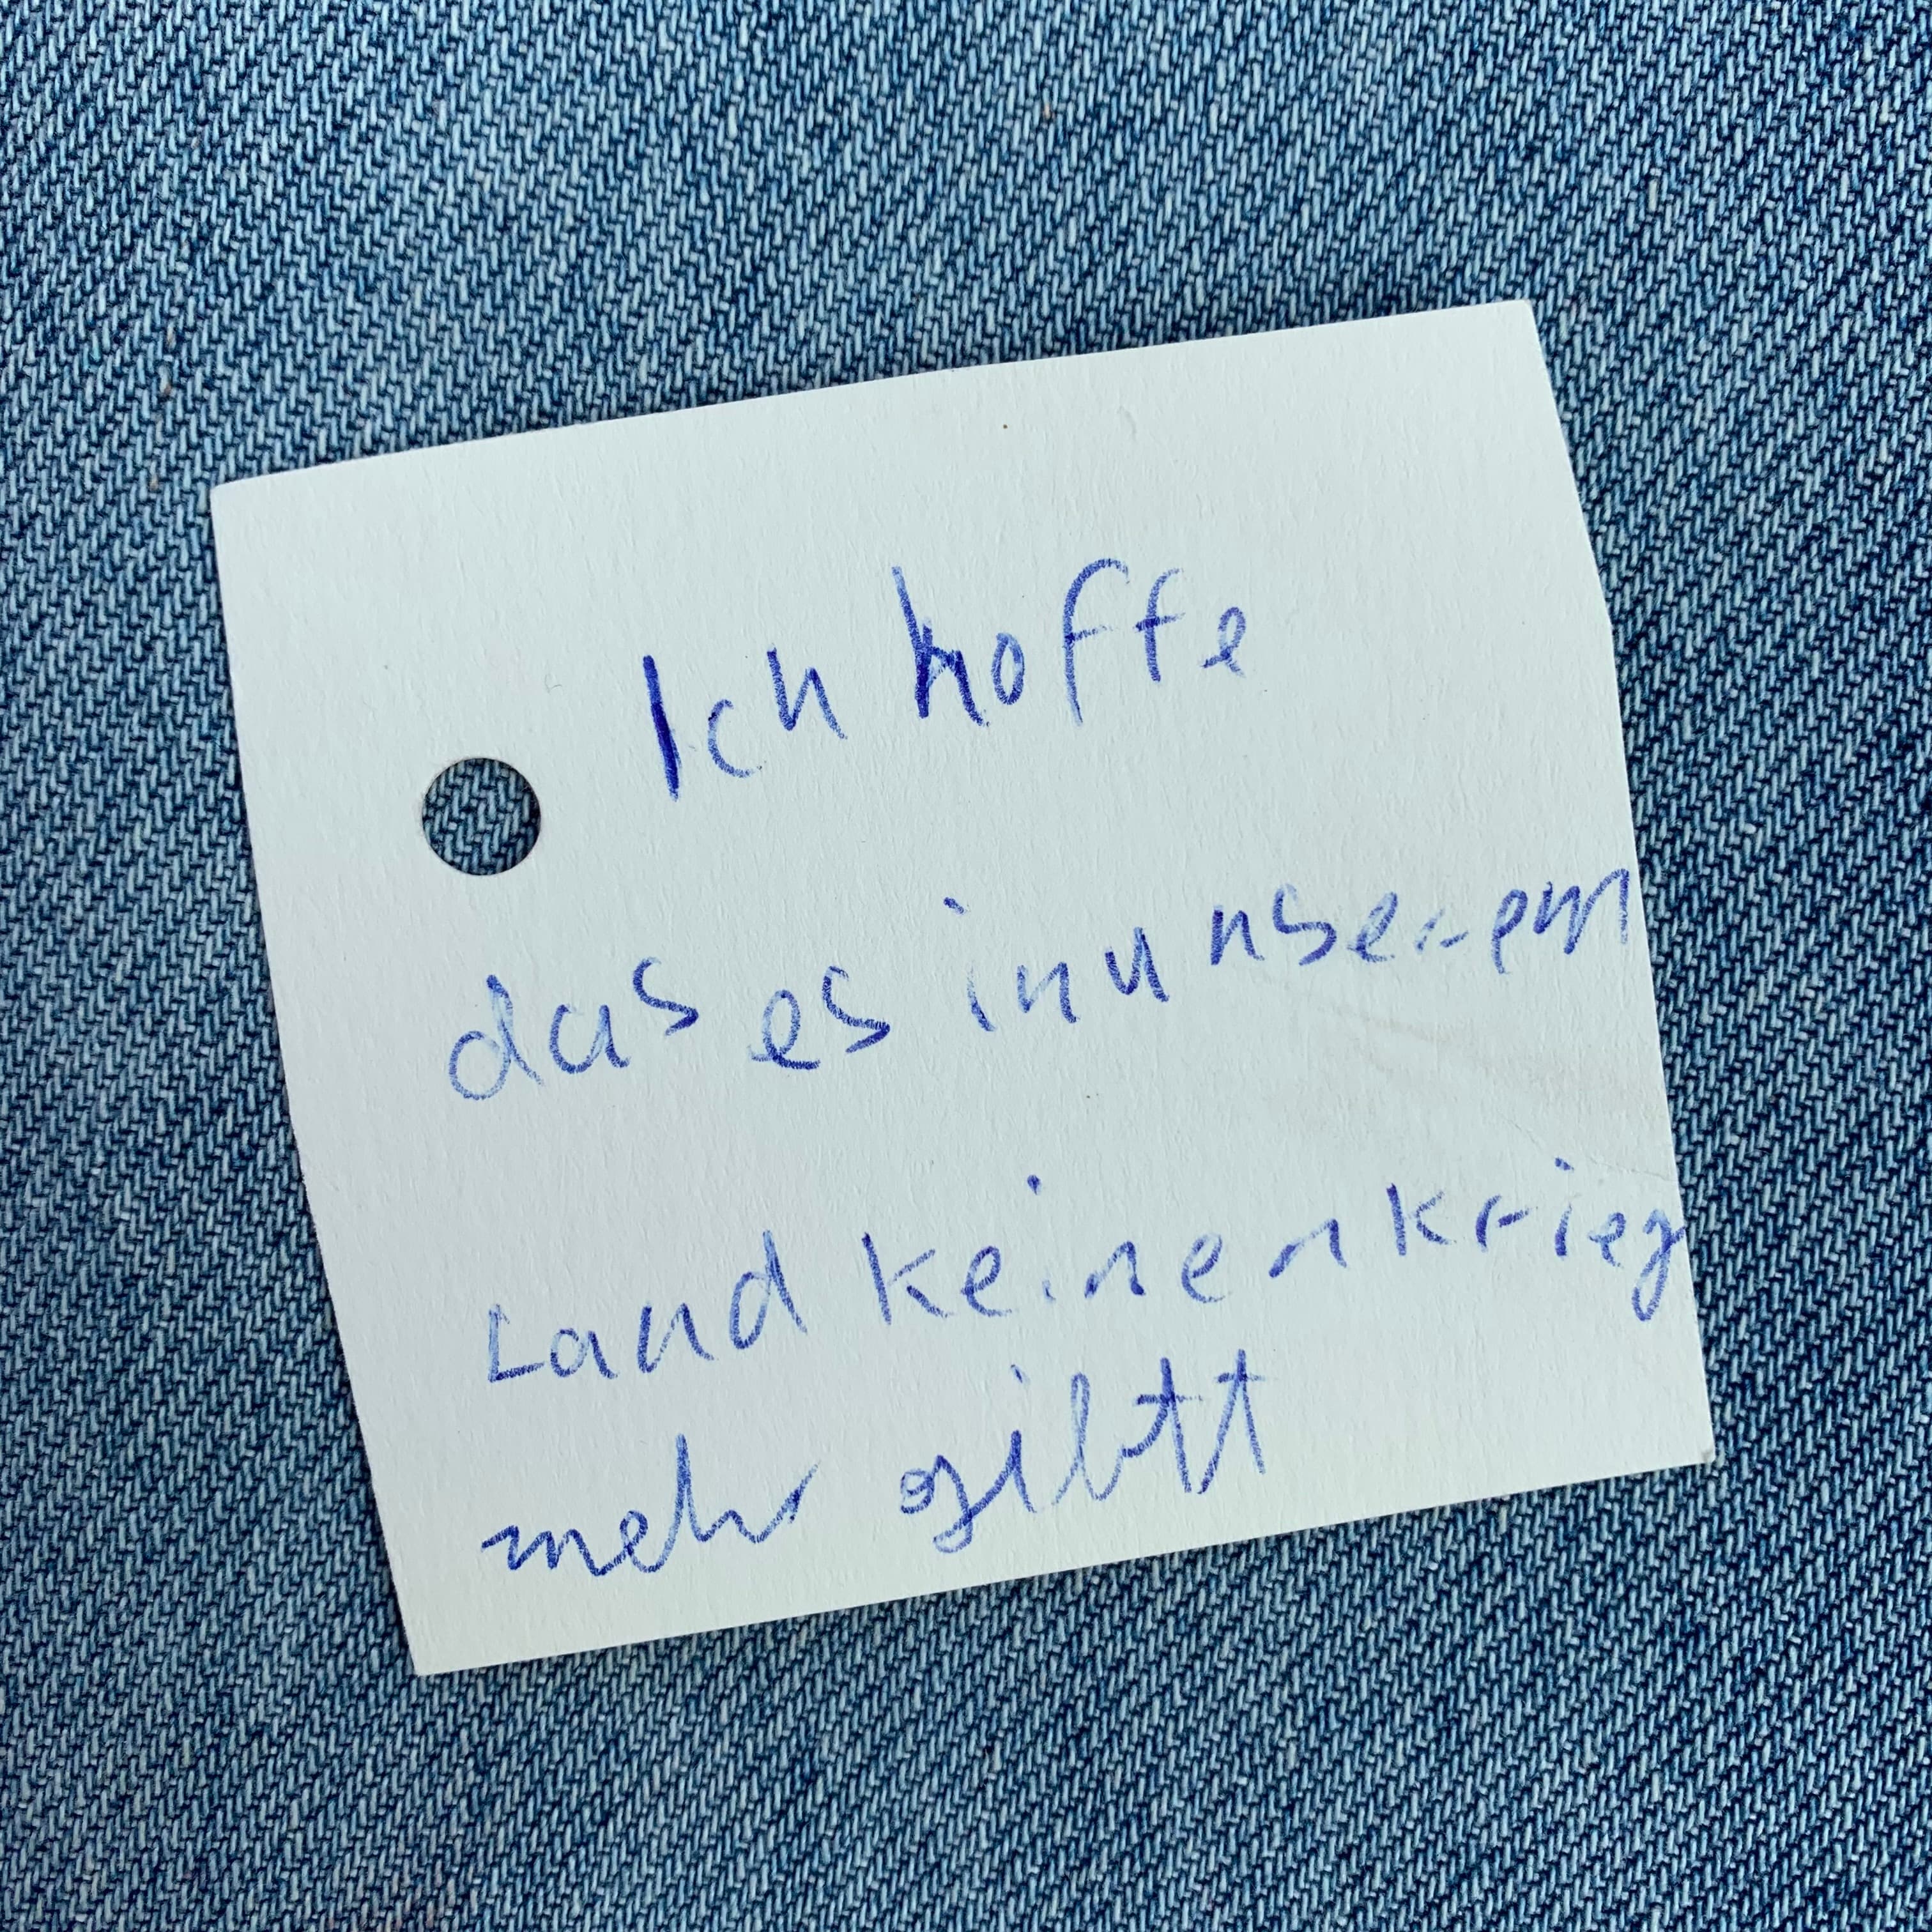 Ich hoffe
das es in unserem
Land keinen krieg
mehr gibtt